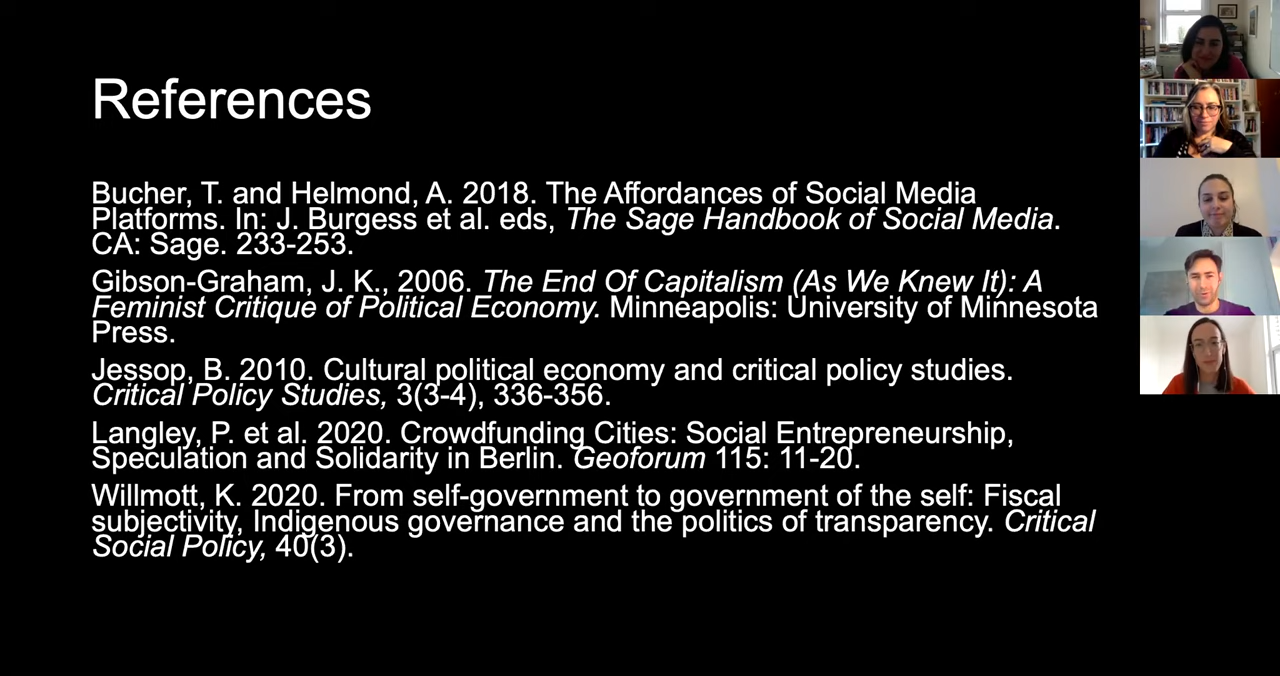 References
Bucher, T. and Helmond, A. 2018. The Affordances of Social Media
Platforms. In: J. Burgess et al. eds, The Sage Handbook of Social Media.
CA: Sage. 233-253.
Gibson-Graham, J. K., 2006. The End Of Capitalism (As We Knew It): A
Feminist Critique of Political Economy. Minneapolis: University of Minnesota
Press.
Jessop, B. 2010. Cultural political economy and critical policy studies.
Critical Policy Studies, 3(3-4), 336-356.
Langley, P. et al. 2020. Crowdfunding Cities: Social Entrepreneurship,
Speculation and Solidarity in Berlin. Geoforum 115: 11-20.
Willmott, K. 2020. From self-government to government of the self: Fiscal
subjectivity, Indigenous governance and the politics of transparency. Critical
Social Policy, 40(3).